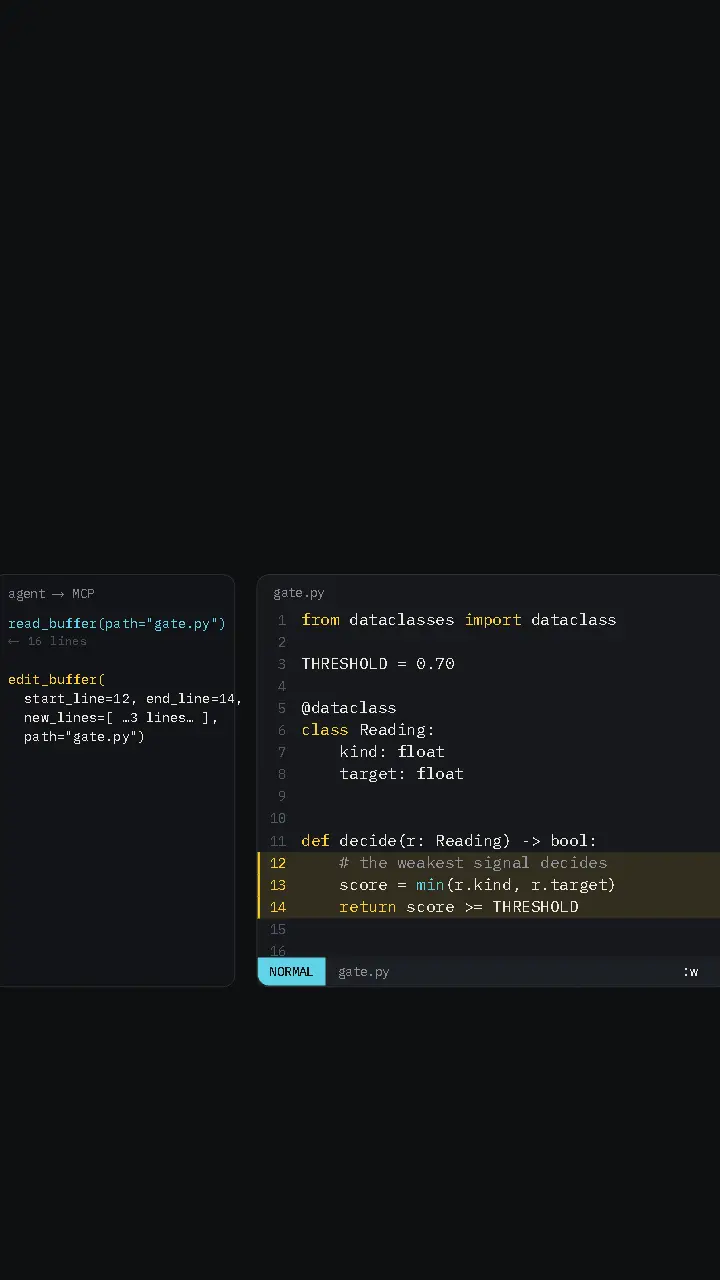 agent → MCP
read_buffer(path="gate.py")
← 16 lines
edit_buffer(
  start_line=12, end_line=14,
  new_lines=[ …3 lines… ],
  path="gate.py")
gate.py
1 from dataclasses import dataclass
2
3 THRESHOLD = 0.70
4
5 @dataclass
6 class Reading:
7     kind: float
8     target: float
9
10
11 def decide(r: Reading) -> bool:
12     # the weakest signal decides
13     score = min(r.kind, r.target)
14     return score >= THRESHOLD
15
16
NORMAL gate.py :w